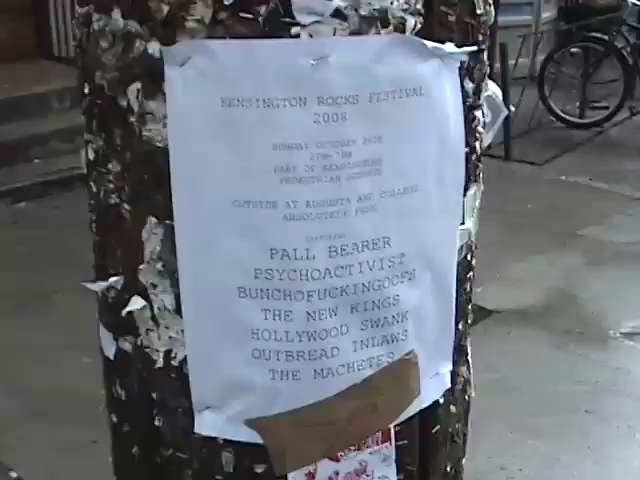 KENSINGTON ROCKS FESTIVAL
2008
SUNDAY OCTOBER
PART OF KENSINGTON
PEDESTRIAN SUNDAYS
OUTSIDE AT AUGUSTA AND COLLEGE
ABSOLUTELY FREE
FEATURING
PALL BEARER
PSYCHOACTIVIST
BUNCHOFUCKINGOOFS
THE NEW KINGS
HOLLYWOOD SWANK
OUTBREAD INLAWS
THE MACHETES